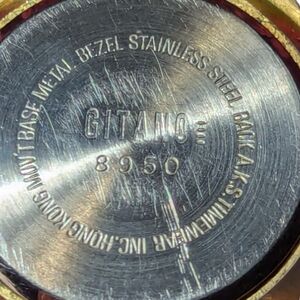 BASE METAL BEZEL STAINLESS STEEL BACK A.K.S TIMEWEAR INC. HONG KONG MOV'T
GITANO
8950